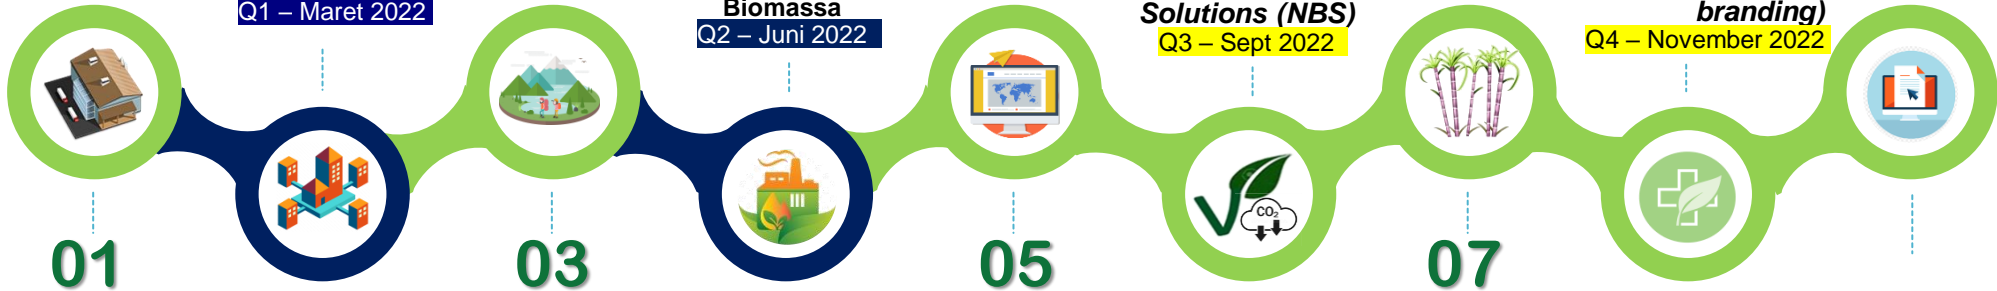 Q1 – Maret 2022
Biomassa
Q2 – Juni 2022
Solutions (NBS)
Q3 – Sept 2022
branding)
Q4 – November 2022
CO₂
01
03
05
07